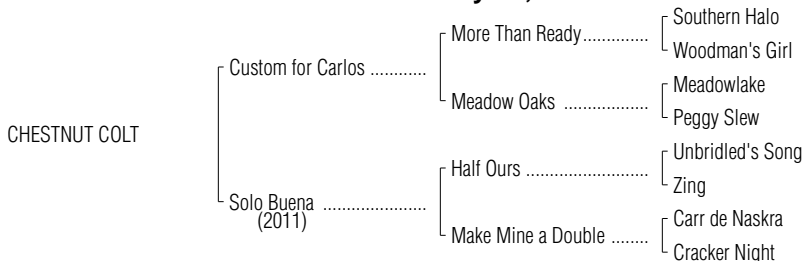 Southern Halo
More Than Ready..............
Woodman's Girl
Custom for Carlos ............
Meadowlake
Meadow Oaks ..................
Peggy Slew
CHESTNUT COLT
Unbridled's Song
Half Ours ..........................
Zing
Solo Buena ......................
(2011)
Carr de Naskra
Make Mine a Double ........
Cracker Night